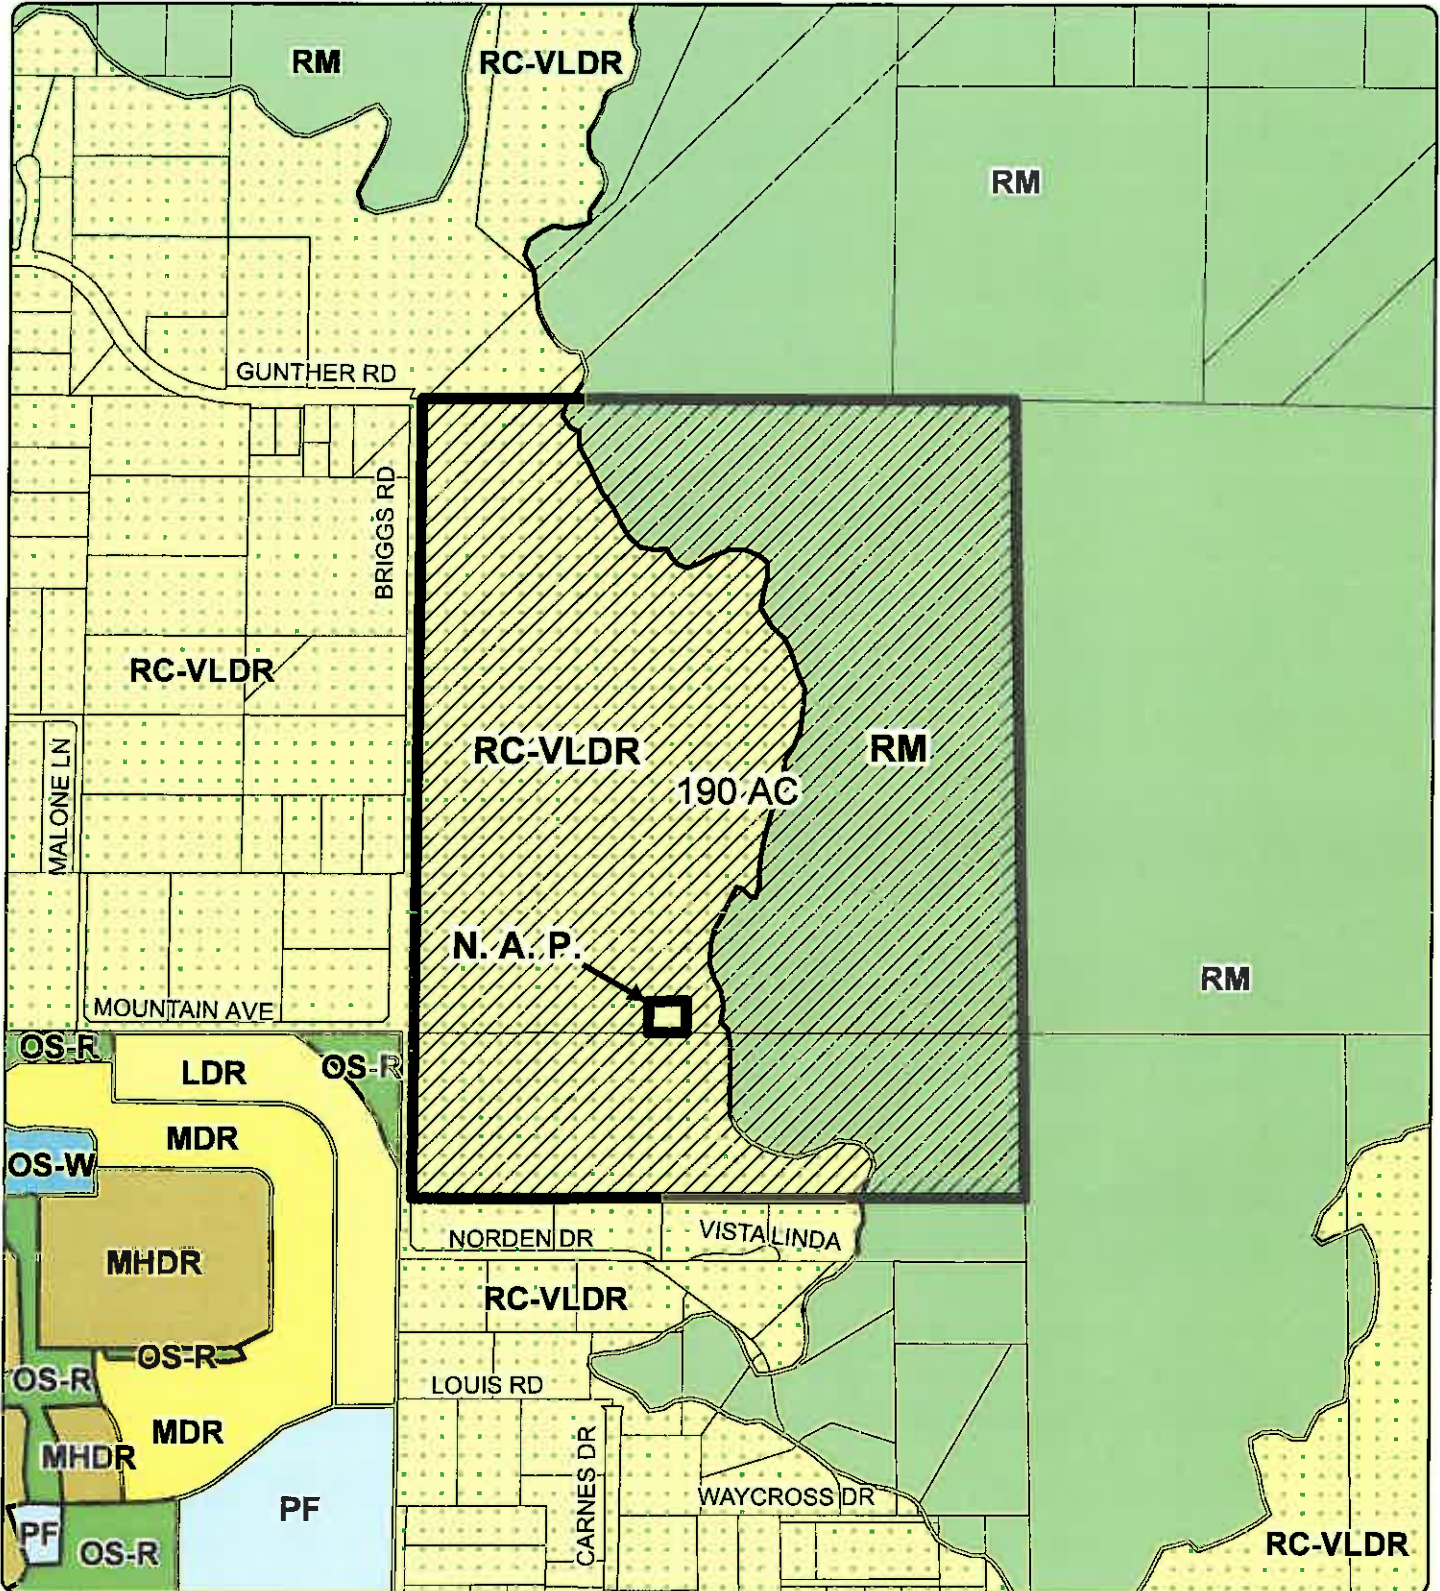 RM
RC-VLDR
RM
GUNTHER RD
BRIGGS RD
RC-VLDR
RC-VLDR
RM
190 AC
MALONE LN
N. A. P.
RM
MOUNTAIN AVE
OS-R
OS-R
LDR
MDR
OS-W
NORDEN DR
VISTA LINDA
MHDR
RC-VLDR
OS-R
OS-R
LOUIS RD
MDR
MHDR
CARNES DR
WAYCROSS DR
PF
PF
OS-R
RC-VLDR